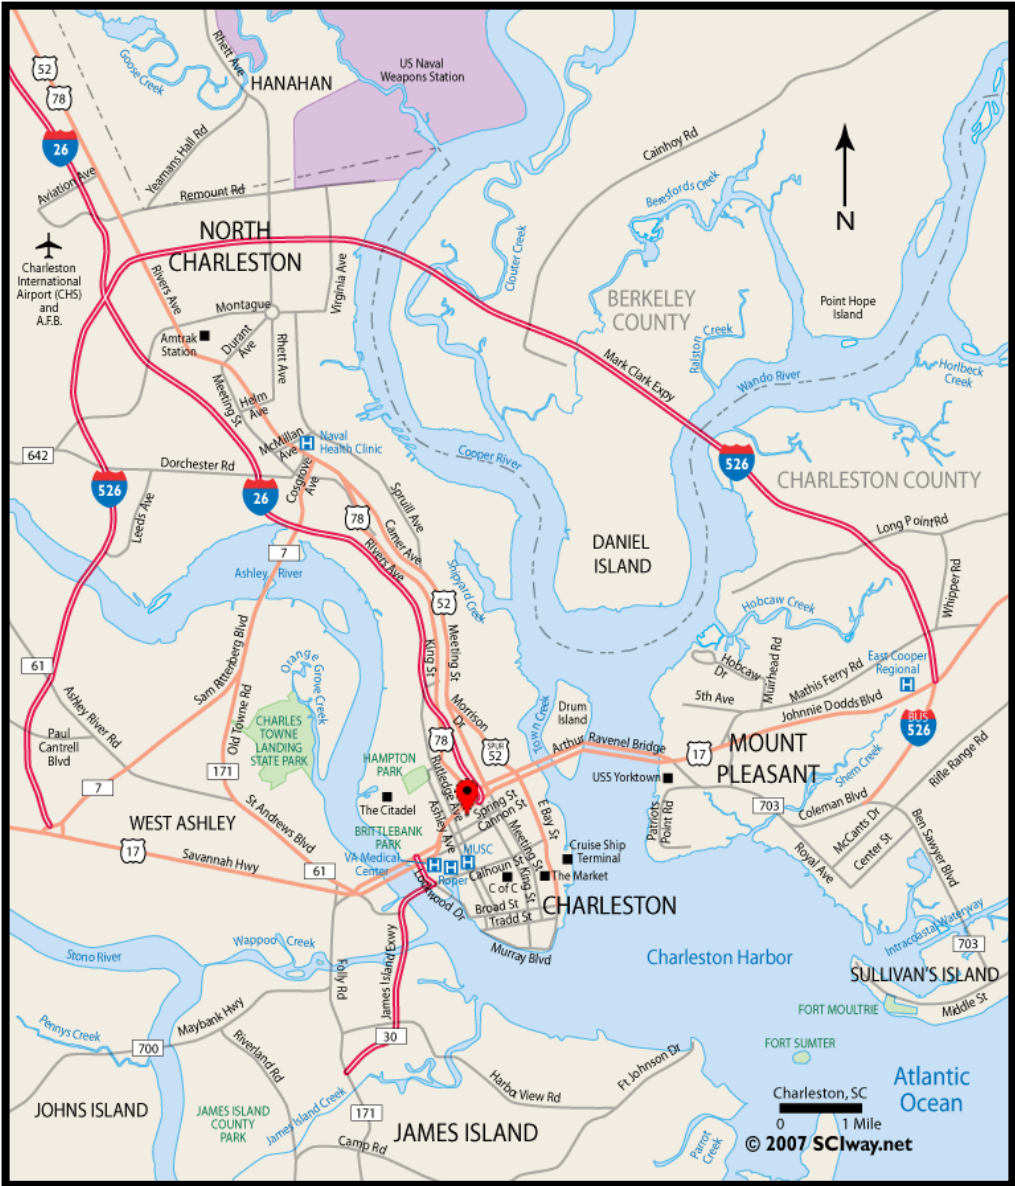 Rhett Ave
Goose Creek
52
78
HANAHAN
US Naval
Weapons Station
26
Aviation Ave
Yeamans Hall Rd
Remount Rd
Cainhoy Rd
Beresfords Creek
N
NORTH
CHARLESTON
Charleston
International
Airport (CHS)
and
A.F.B.
Rivers Ave
Virginia Ave
Clouter Creek
BERKELEY
COUNTY
Point Hope
Island
Montague
Amtrak
Station
Durant
Ave
Rhett Ave
Ralston Creek
Mark Clark Expy
Wando River
Horlbeck
Creek
Meeting St
Helm
Ave
McMillan
Ave
H
Naval
Health Clinic
642
Dorchester Rd
Cooper River
526
CHARLESTON COUNTY
526
26
Leeds Ave
Cosgrove
Ave
Spruill Ave
78
Carner Ave
Rivers Ave
Long Point Rd
7
Ashley River
DANIEL
ISLAND
Shipyard Creek
Whipper Rd
52
Hobcaw Creek
61
Sam Rittenberg Blvd
Orange
Grove Creek
King St
Meeting St
Hobcaw
Dr
Muirhead Rd
Mathis Ferry Rd
East Cooper
Regional
H
5th Ave
Johnnie Dodds Blvd
BUS
526
Ashley River Rd
Old Towne Rd
Paul
Cantrell
Blvd
CHARLES
TOWNE
LANDING
STATE PARK
Morrison
Dr
78
SPUR
52
Town Creek
Drum
Island
Arthur Ravenel Bridge
17
MOUNT
PLEASANT
Shem Creek
Rifle Range Rd
171
7
HAMPTON
PARK
The Citadel
Rutledge Ave
USS Yorktown
703
Coleman Blvd
WEST ASHLEY
St Andrews Blvd
BRITTLEBANK
PARK
Ashley Ave
Spring St
Cannon St
E Bay St
Patriots
Point Rd
McCants Dr
Center St
Ben Sawyer Blvd
Royal Ave
17
Savannah Hwy
61
VA Medical
Center
H
H
H
MUSC
Roper
Meeting St
Calhoun St
C of C
King St
Cruise Ship
Terminal
The Market
Lockwood Dr
Broad St
Tradd St
CHARLESTON
Murray Blvd
Stono River
Wappoo Creek
Folly Rd
James Island Exwy
Charleston Harbor
Intracoastal Waterway
703
SULLIVAN'S ISLAND
Middle St
FORT MOULTRIE
Pennys Creek
Maybank Hwy
700
Riverland Rd
30
FORT SUMTER
Harbor View Rd
Ft Johnson Dr
Atlantic
Ocean
Charleston, SC
0 1 Mile
© 2007 SCIway.net
JOHNS ISLAND
JAMES ISLAND
COUNTY
PARK
James Island Creek
171
JAMES ISLAND
Camp Rd
Parrot
Creek